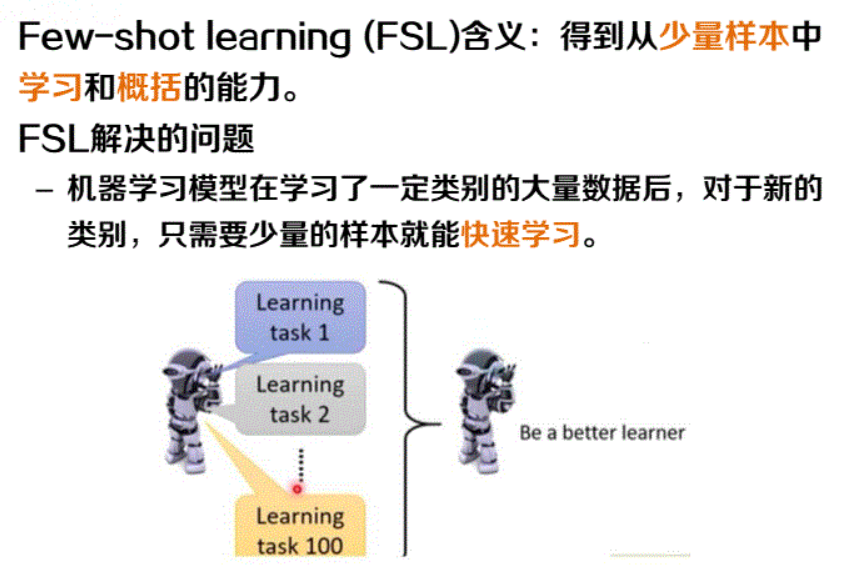 Few-shot learning (FSL)含义：得到从少量样本中
学习和概括的能力。
FSL解决的问题
– 机器学习模型在学习了一定类别的大量数据后，对于新的
类别，只需要少量的样本就能快速学习。
Learning
task 1
Learning
task 2
Be a better learner
Learning
task 100